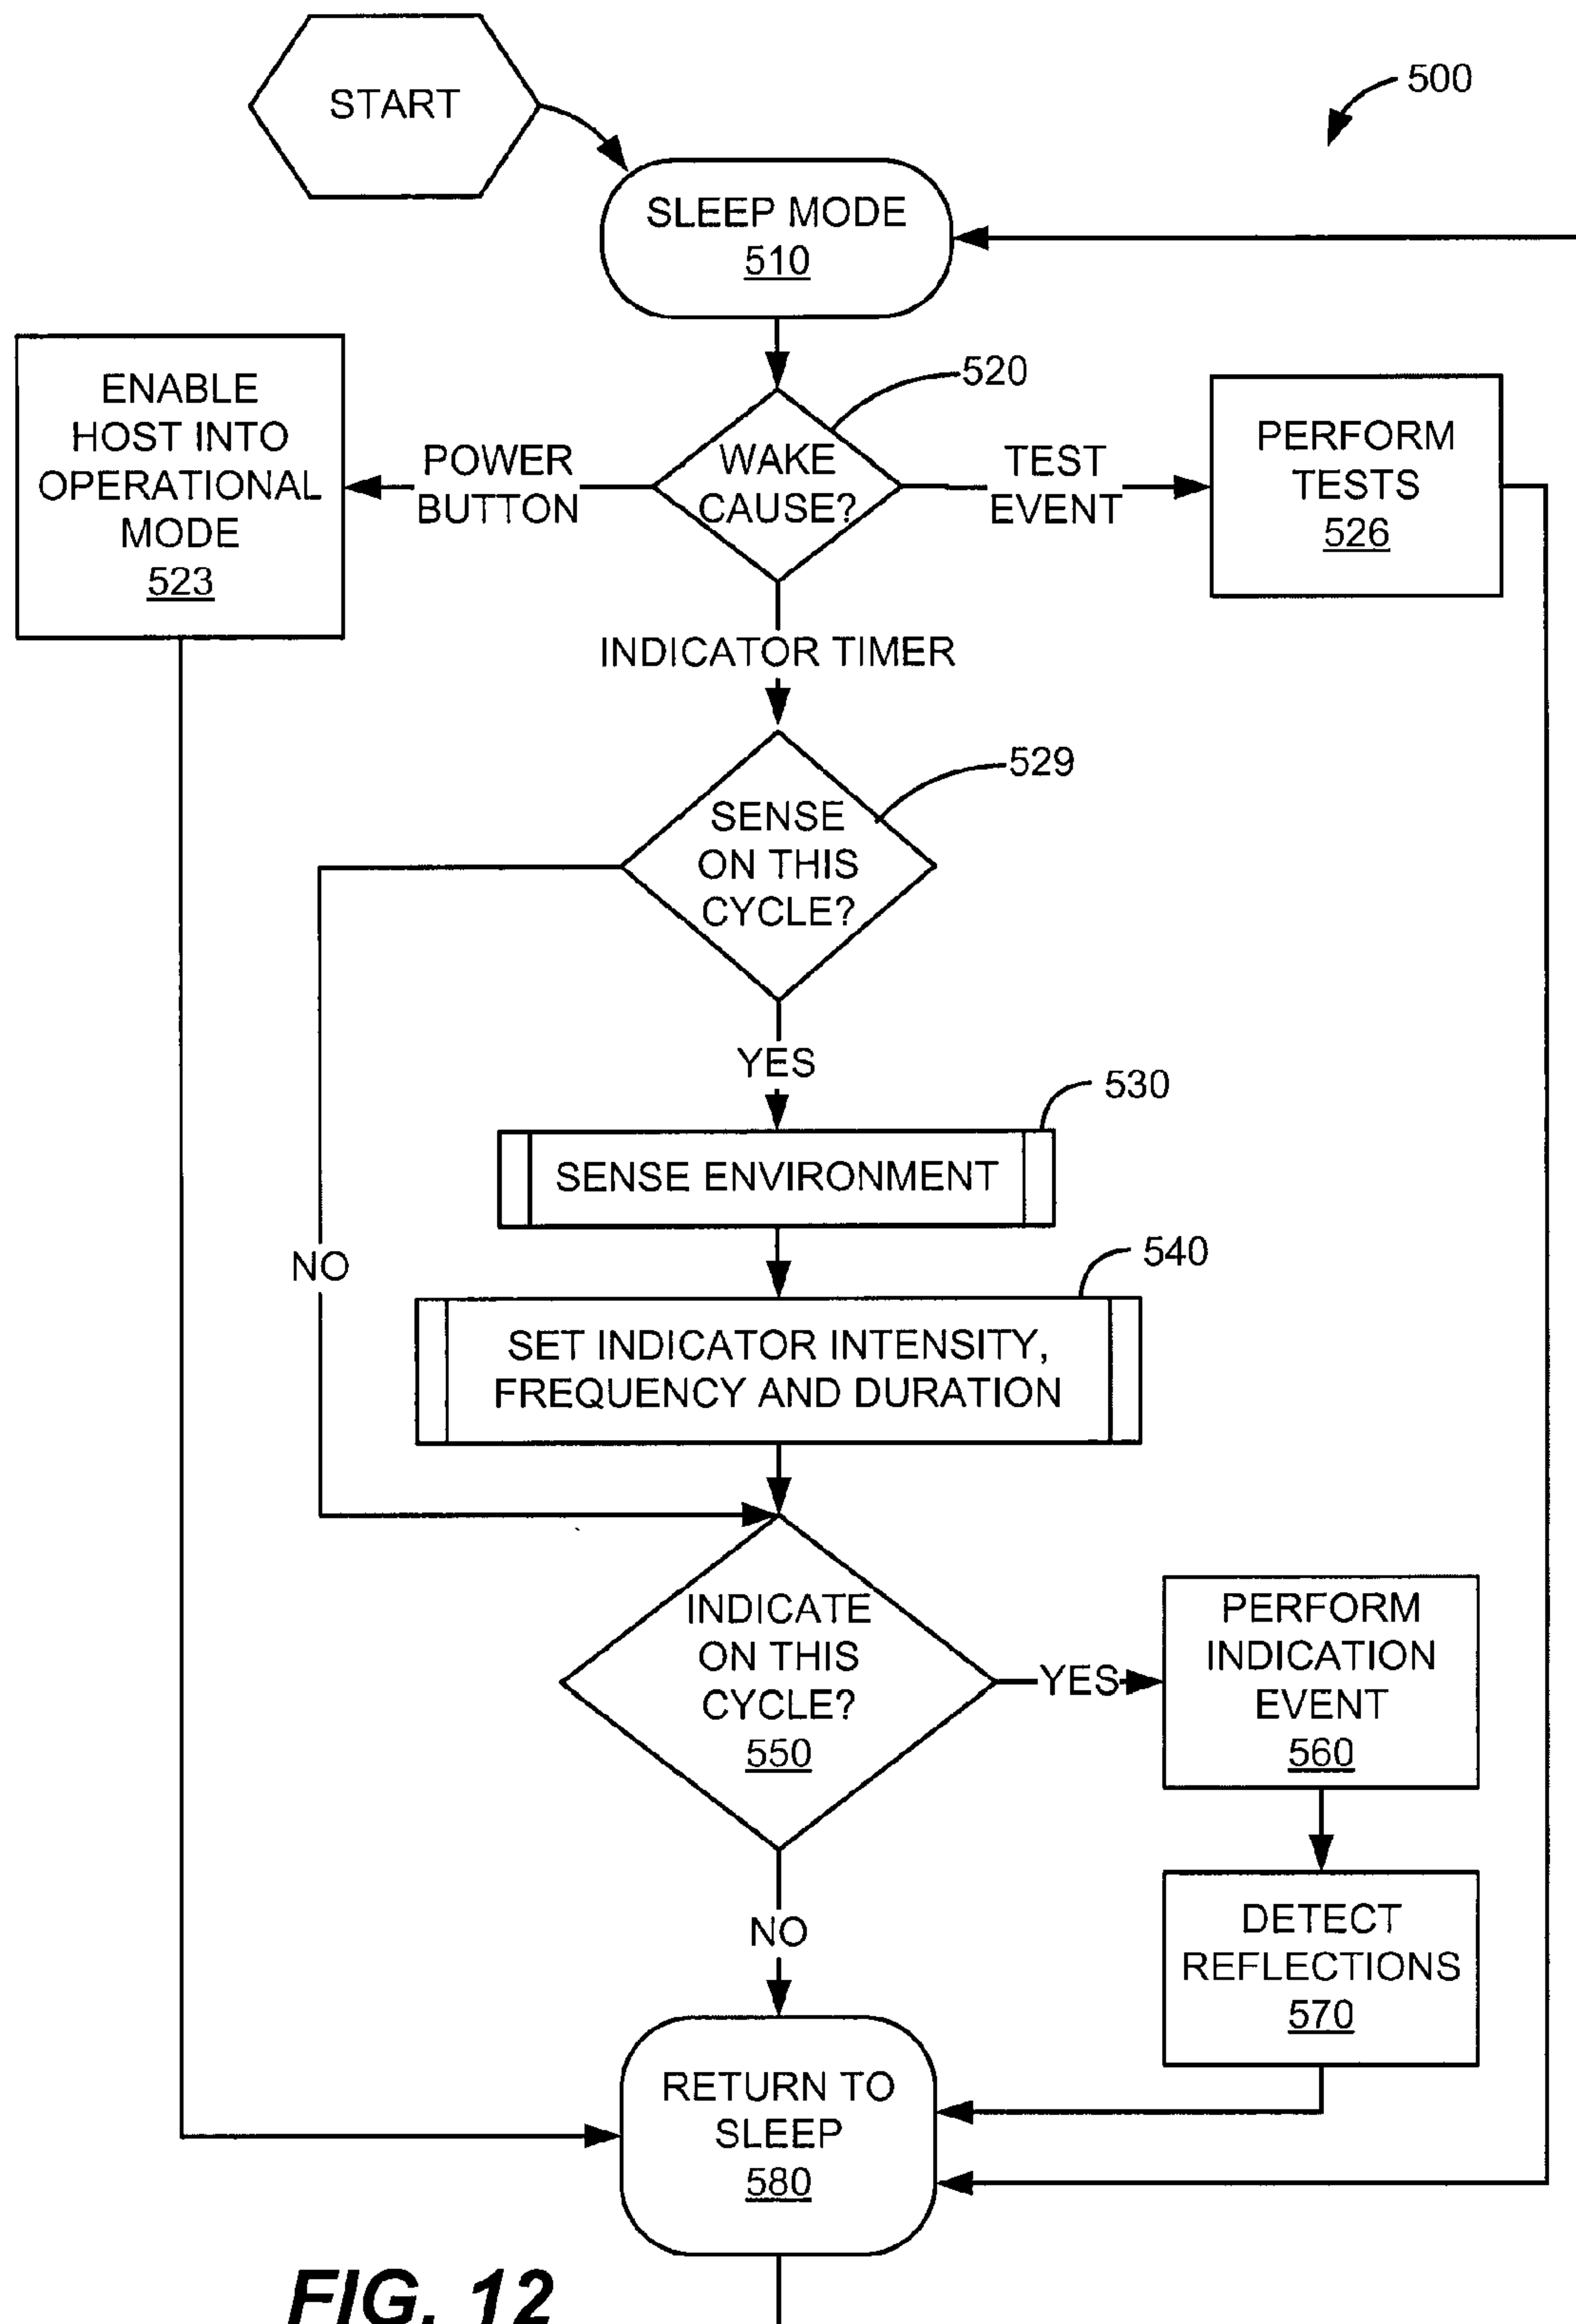 START
500
SLEEP MODE
510
ENABLE
HOST INTO
OPERATIONAL
MODE
523
POWER
BUTTON
520
WAKE
CAUSE?
TEST
EVENT
PERFORM
TESTS
526
INDICATOR TIMER
529
SENSE
ON THIS
CYCLE?
YES
530
SENSE ENVIRONMENT
NO
540
SET INDICATOR INTENSITY,
FREQUENCY AND DURATION
INDICATE
ON THIS
CYCLE?
550
YES
PERFORM
INDICATION
EVENT
560
NO
DETECT
REFLECTIONS
570
RETURN TO
SLEEP
580
FIG. 12